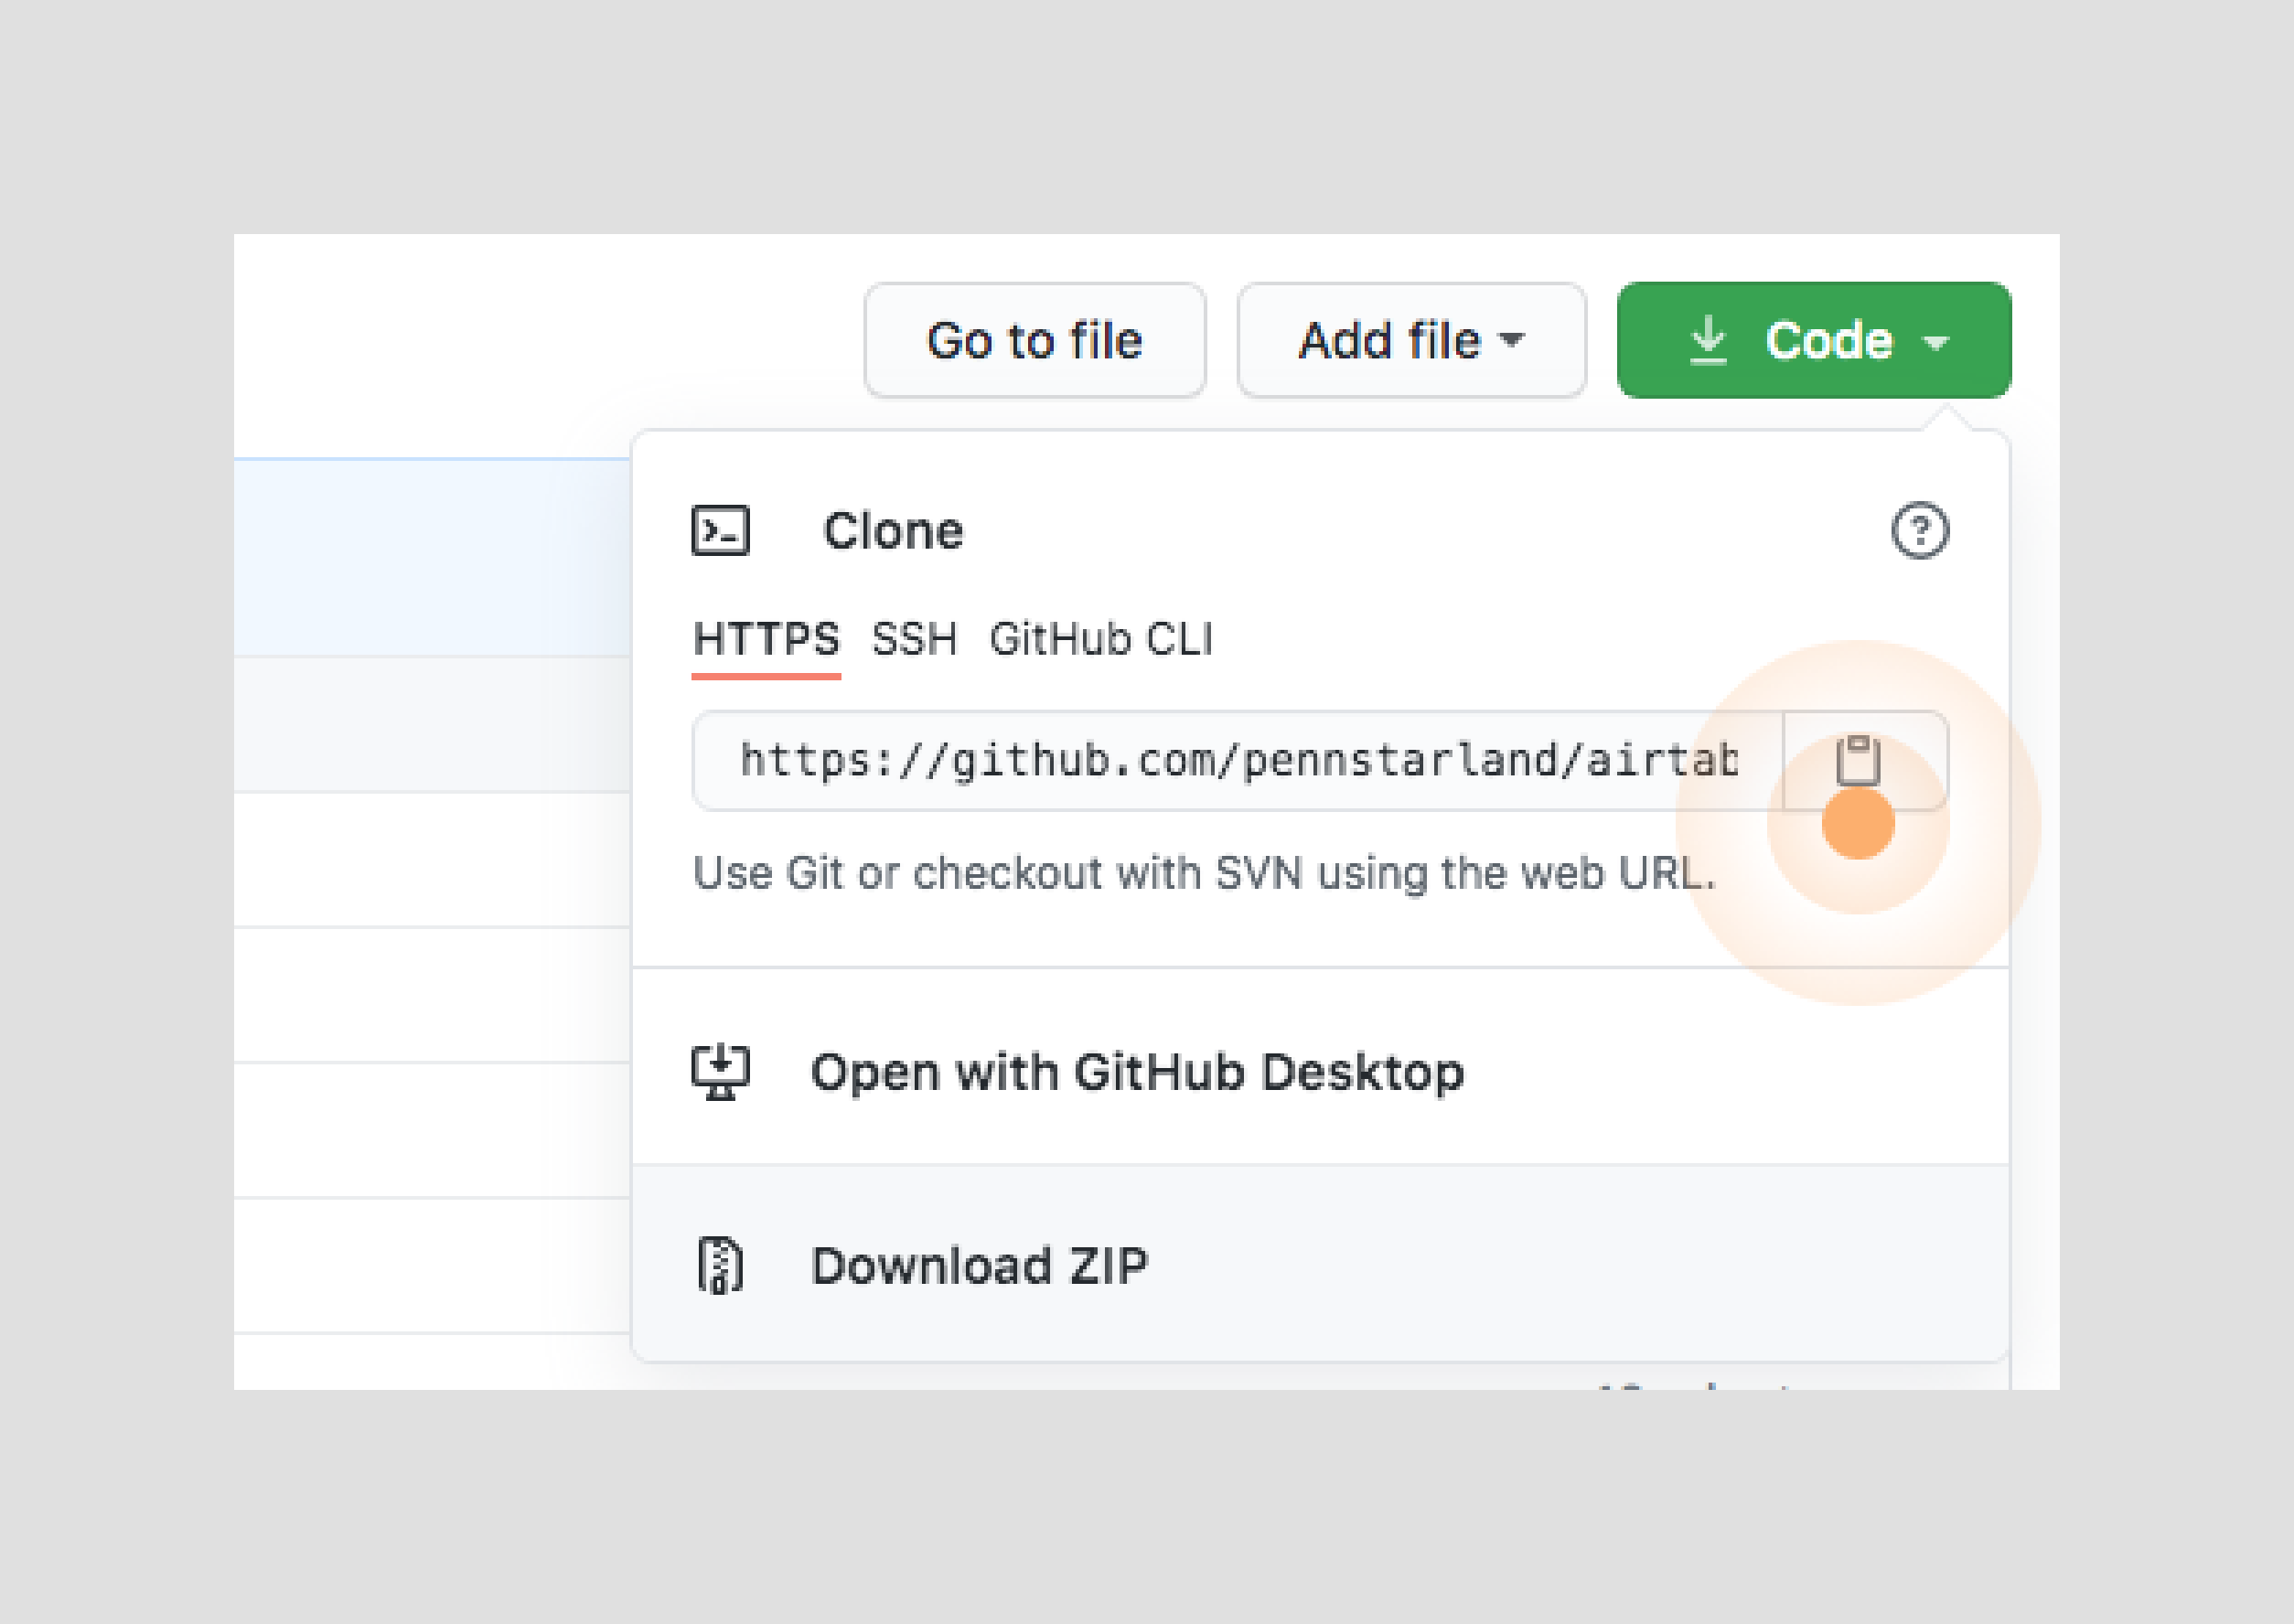 Go to file Add file Code
Clone
HTTPS SSH GitHub CLI
https://github.com/pennstarland/airtab
Use Git or checkout with SVN using the web URL.
Open with GitHub Desktop
Download ZIP